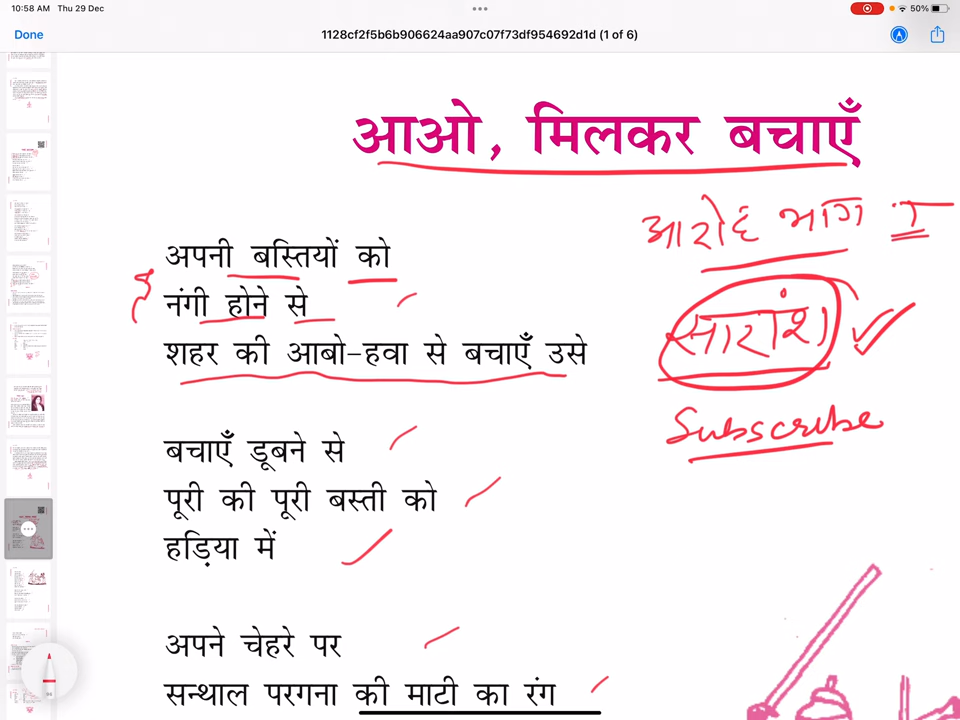 10:58 AM Thu 29 Dec
50%
Done
1128cf2f5b6b906624aa907c07f73df954692d1d (1 of 6)
आओ, मिलकर बचाएँ
आरोह भाग I
अपनी बस्तियों को
नंगी होने से
सारांश
शहर की आबो-हवा से बचाएँ उसे
Subscribe
बचाएँ डूबने से
पूरी की पूरी बस्ती को
हड़िया में
अपने चेहरे पर
सन्थाल परगना की माटी का रंग